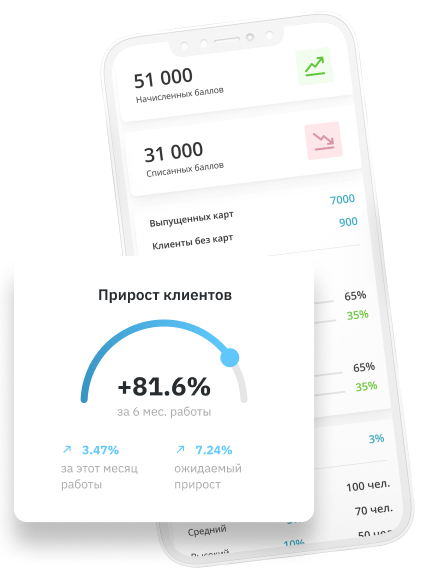 51 000
Начисленных баллов
31 000
Списанных баллов
Выпущенных карт 7000
Клиенты без карт 900
65%
35%
65%
35%
3%
100 чел.
Средний 70 чел.
Высокий 10% 50 чел.
Прирост клиентов
+81.6%
за 6 мес. работы
↗ 3.47% ↗ 7.24%
за этот месяц ожидаемый
работы прирост